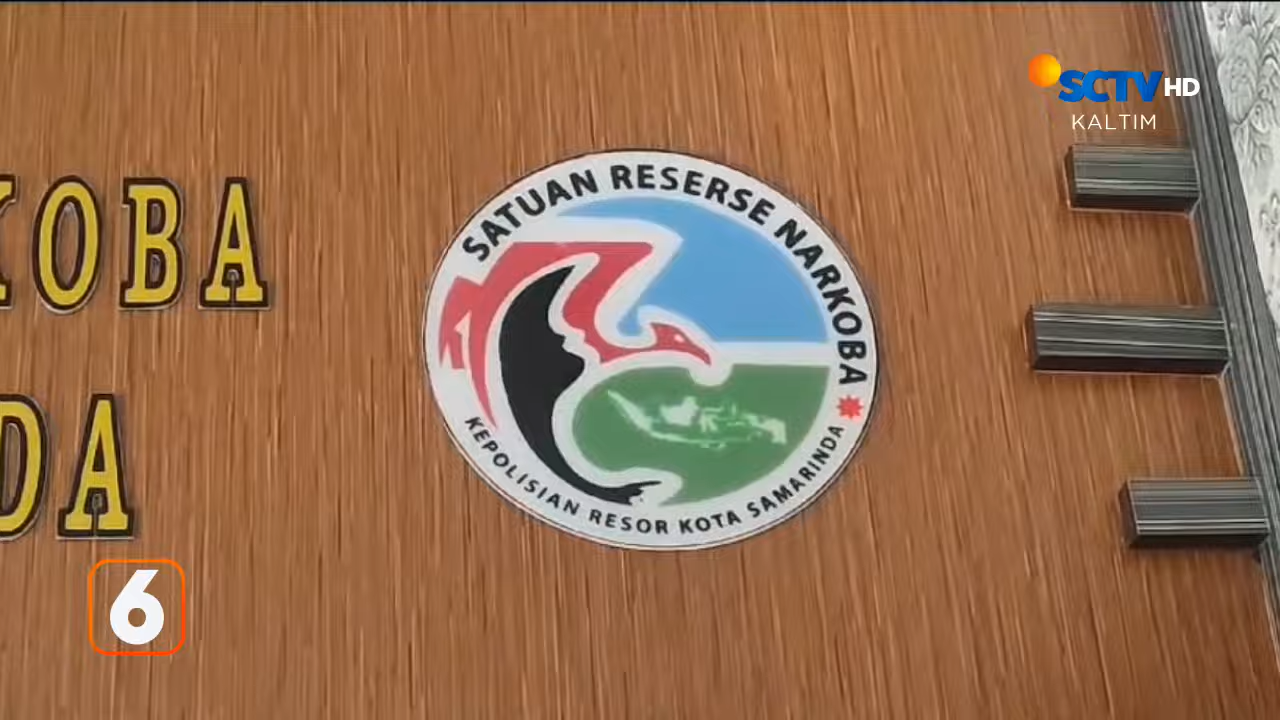 SCTV HD
KALTIM
KOBA
DA
SATUAN RESERSE NARKOBA
KEPOLISIAN RESOR KOTA SAMARINDA
6